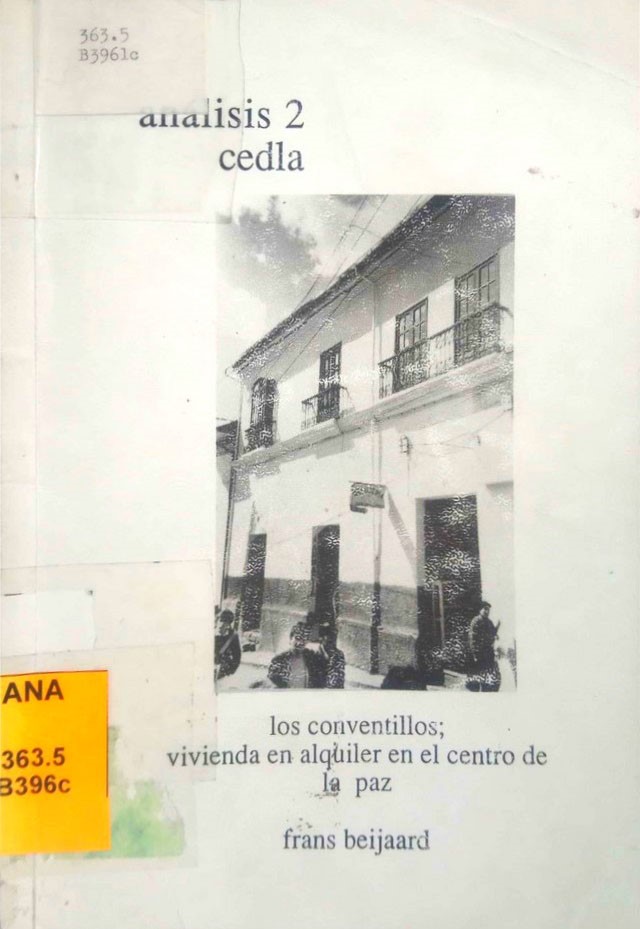 363.5
B3961c
análisis 2
cedla
los conventillos;
vivienda en alquiler en el centro de
la paz
frans beijaard
ANA
363.5
B396c